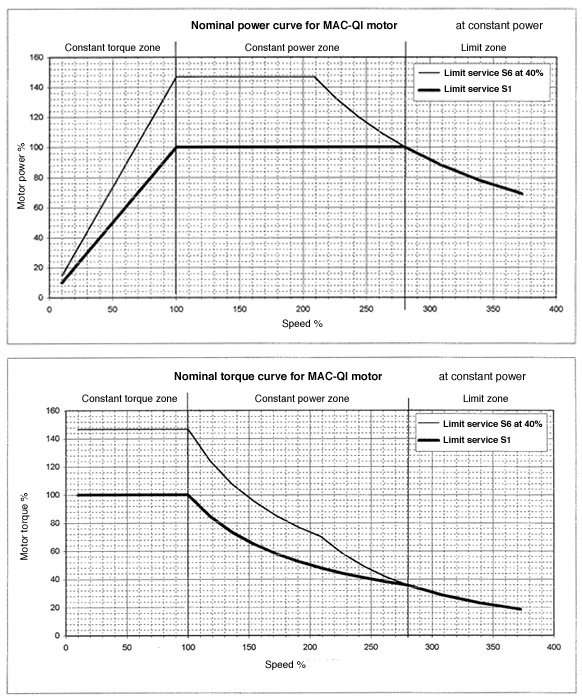 Nominal power curve for MAC-QI motor at constant power
Constant torque zone Constant power zone Limit zone
160
140
120
100
80
60
40
20
0
Motor power %
Limit service S6 at 40%
Limit service S1
0 50 100 150 200 250 300 350 400
Speed %
Nominal torque curve for MAC-QI motor at constant power
Constant torque zone Constant power zone Limit zone
160
140
120
100
80
60
40
20
0
Motor torque %
Limit service S6 at 40%
Limit service S1
0 50 100 150 200 250 300 350 400
Speed %